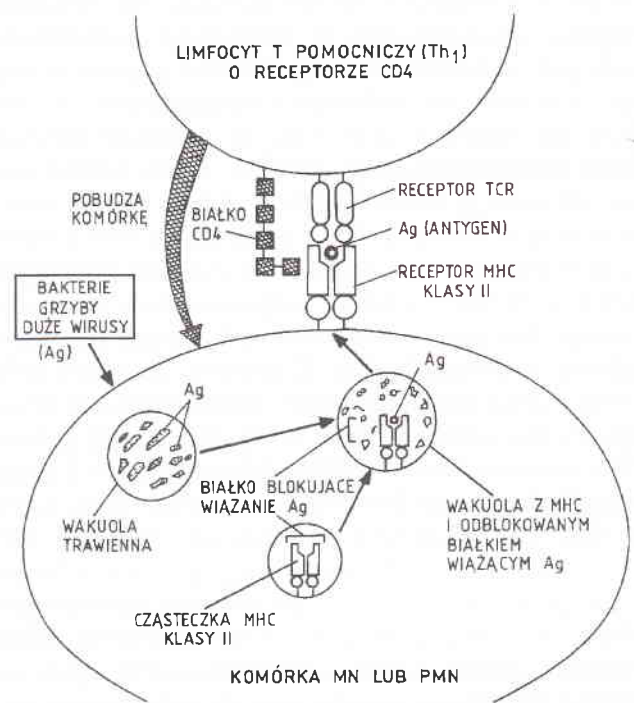 LIMFOCYT T POMOCNICZY (Th1)
O RECEPTORZE CD4
POBUDZA
KOMÓRKĘ
BIAŁKO
CD4
RECEPTOR TCR
Ag (ANTYGEN)
RECEPTOR MHC
KLASY II
BAKTERIE
GRZYBY
DUŻE WIRUSY
(Ag)
Ag
Ag
WAKUOLA
TRAWIENNA
BIAŁKO BLOKUJACE
WIĄZANIE Ag
WAKUOLA Z MHC
I ODBLOKOWANYM
BIAŁKIEM
WIĄŻĄCYM Ag
CZĄSTECZKA MHC
KLASY II
KOMÓRKA MN LUB PMN